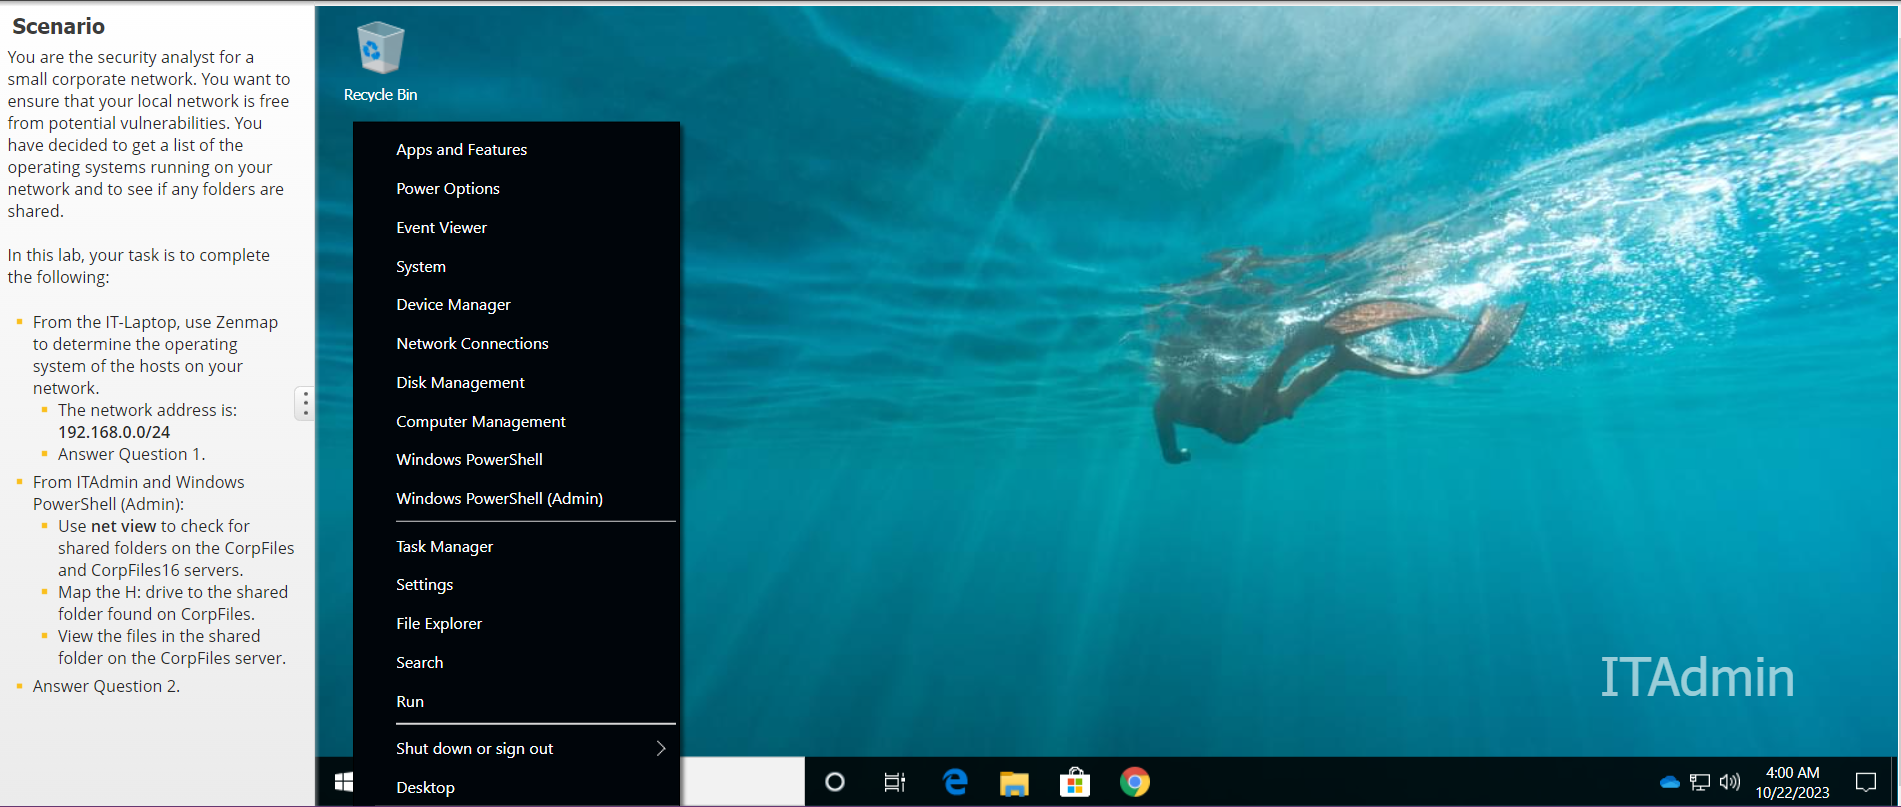 Scenario
You are the security analyst for a
small corporate network. You want to
ensure that your local network is free
from potential vulnerabilities. You
have decided to get a list of the
operating systems running on your
network and to see if any folders are
shared.
In this lab, your task is to complete
the following:
From the IT-Laptop, use Zenmap
to determine the operating
system of the hosts on your
network.
The network address is:
192.168.0.0/24
Answer Question 1.
From ITAdmin and Windows
PowerShell (Admin):
Use net view to check for
shared folders on the CorpFiles
and CorpFiles16 servers.
Map the H: drive to the shared
folder found on CorpFiles.
View the files in the shared
folder on the CorpFiles server.
Answer Question 2.
Recycle Bin
Apps and Features
Power Options
Event Viewer
System
Device Manager
Network Connections
Disk Management
Computer Management
Windows PowerShell
Windows PowerShell (Admin)
Task Manager
Settings
File Explorer
Search
Run
Shut down or sign out
Desktop
ITAdmin
4:00 AM
10/22/2023